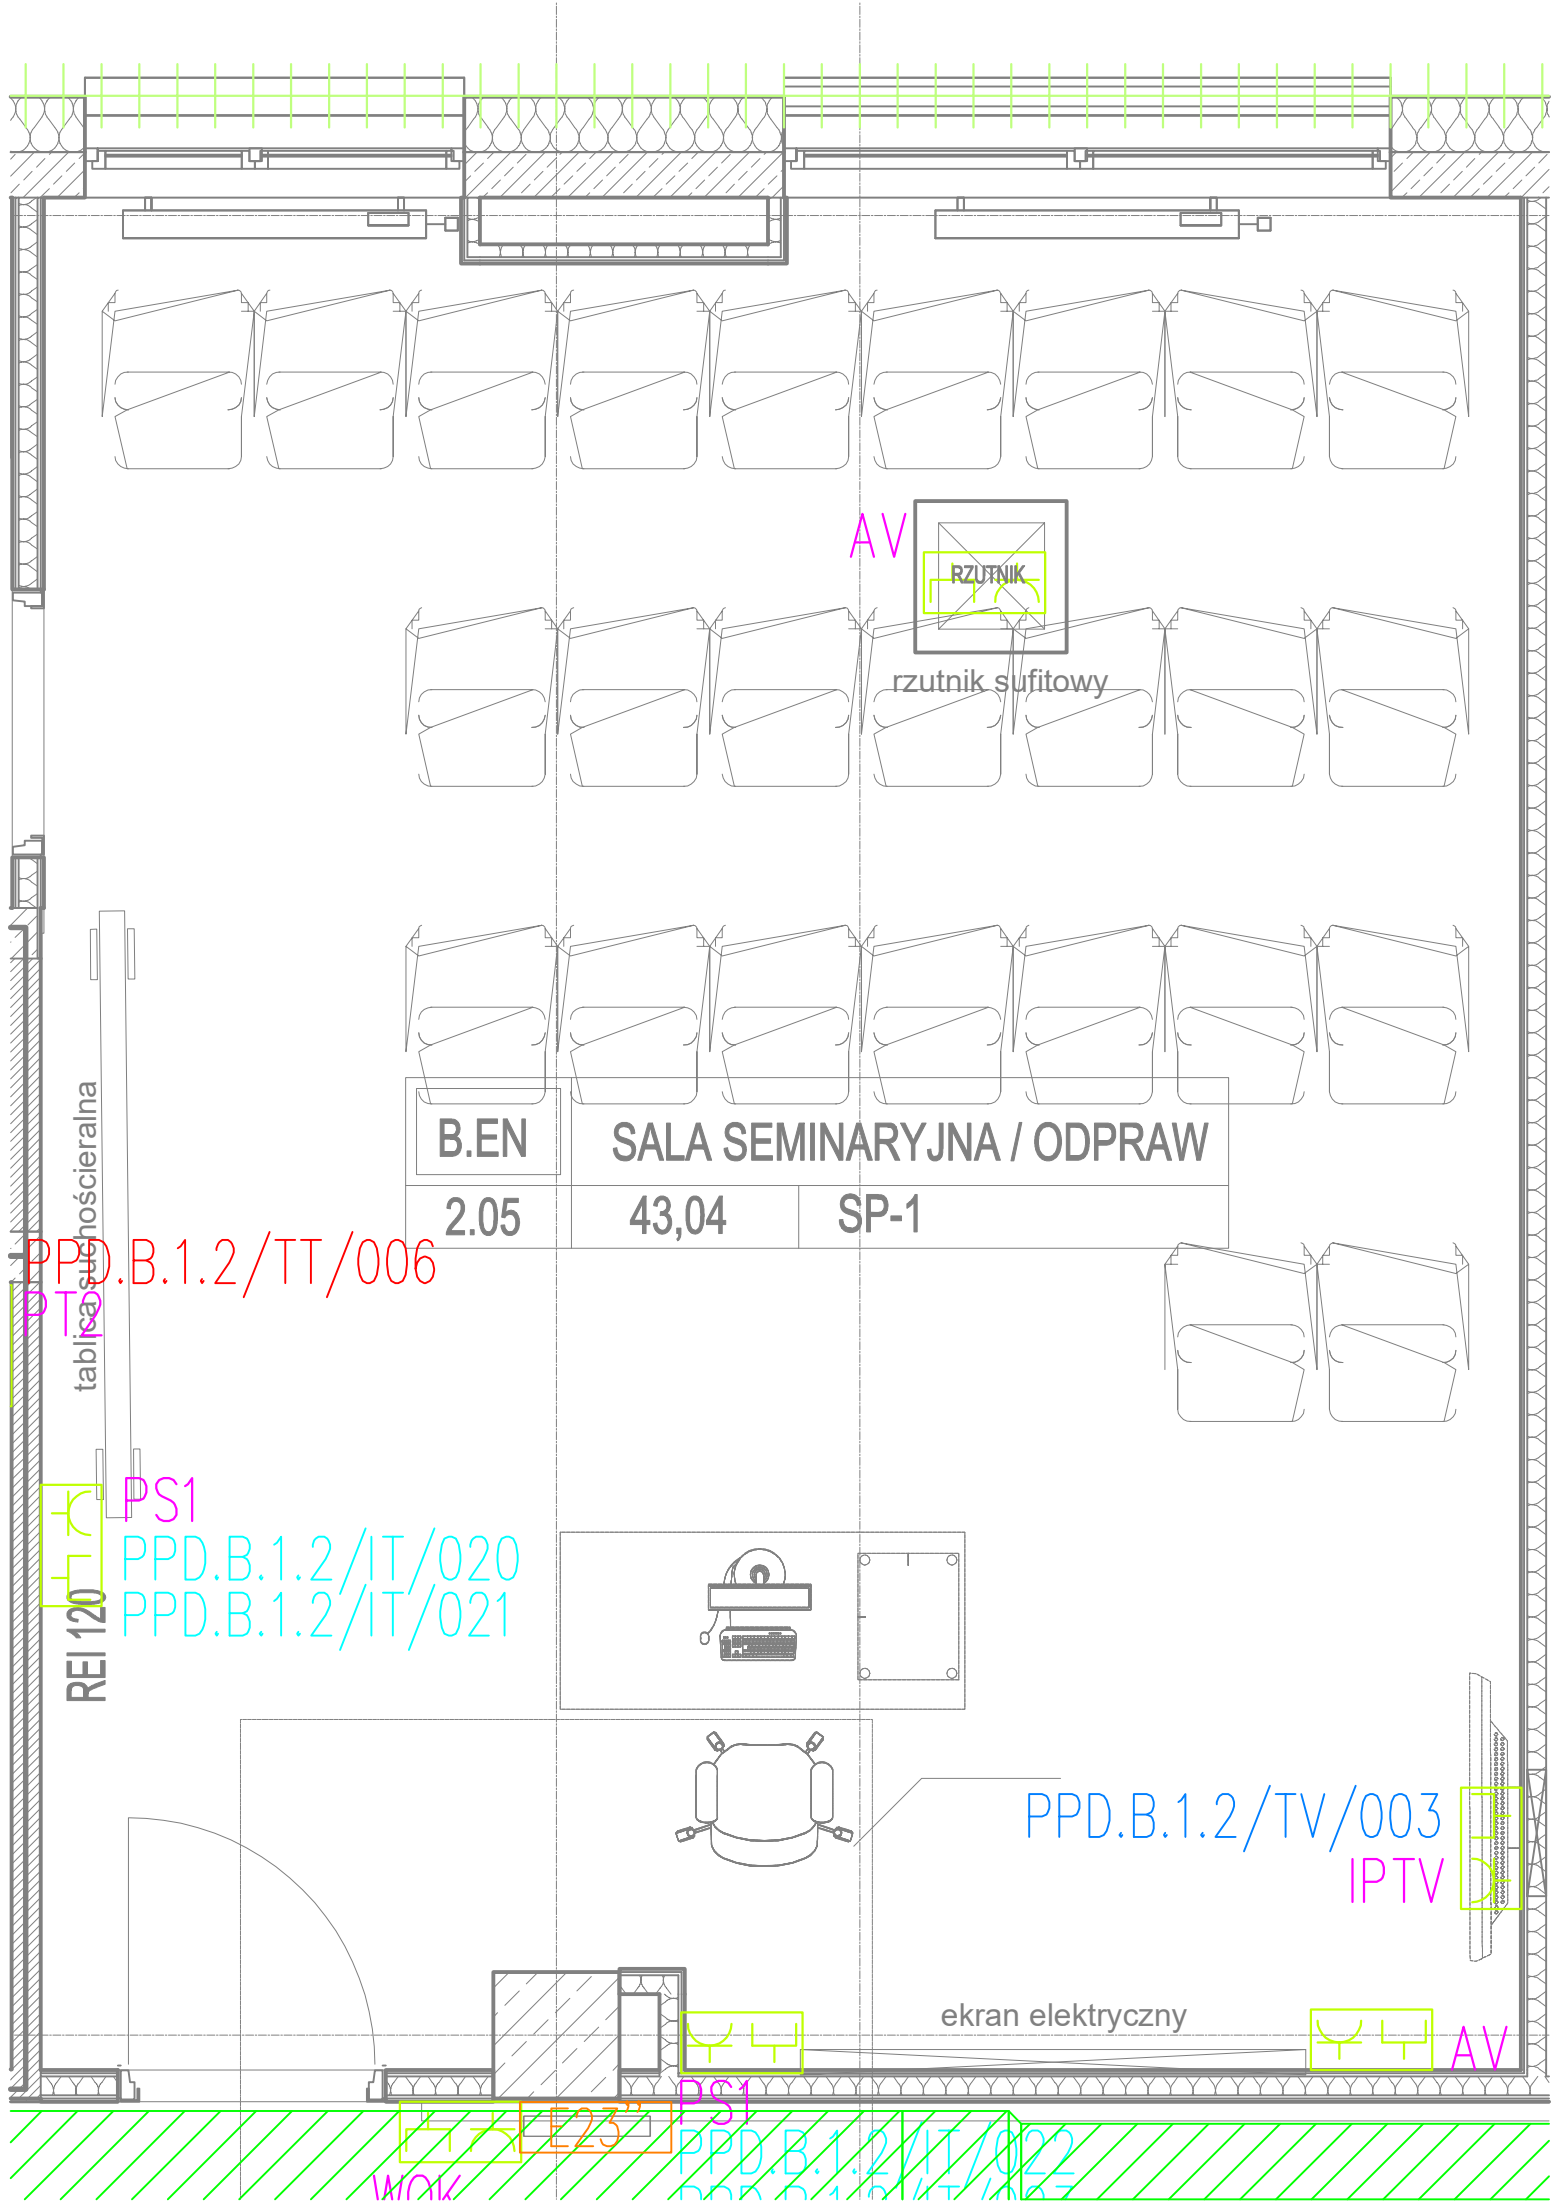 AV
RZUTNIK
rzutnik sufitowy
B.EN
SALA SEMINARYJNA / ODPRAW
2.05
43,04
SP-1
tablica suchościeralna
PPD.B.1.2/TT/006
PT2
PS1
PPD.B.1.2/IT/020
PPD.B.1.2/IT/021
REI 120
PPD.B.1.2/TV/003
IPTV
ekran elektryczny
AV
PS1
E23”
PPD.B.1.2/IT/022
WOK